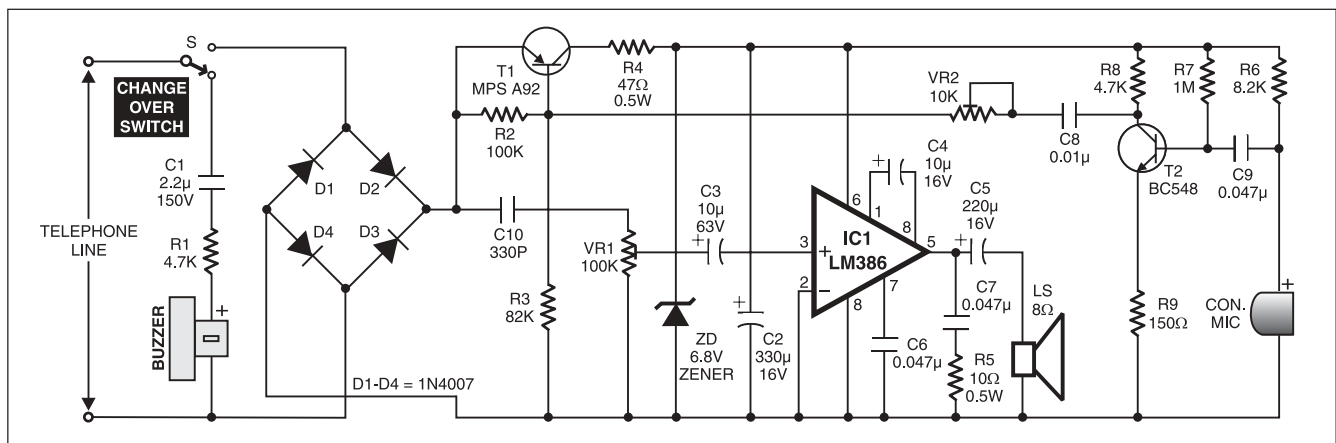 S
CHANGE
OVER
SWITCH
C1
2.2µ
150V
TELEPHONE
LINE
R1
4.7K
BUZZER
+
D1
D2
D4
D3
D1-D4 = 1N4007
T1
MPS A92
R4
47Ω
0.5W
R2
100K
C10
330P
R3
82K
VR1
100K
C3
10µ
63V
+
ZD
6.8V
ZENER
+
C2
330µ
16V
VR2
10K
C4
10µ
16V
+
6
1
8
IC1
LM386
3
+
2
−
5
7
8
C5
220µ
16V
+
C6
0.047µ
C7
0.047µ
R5
10Ω
0.5W
LS
8Ω
C8
0.01µ
R8
4.7K
R7
1M
R6
8.2K
T2
BC548
C9
0.047µ
R9
150Ω
CON.
MIC
+